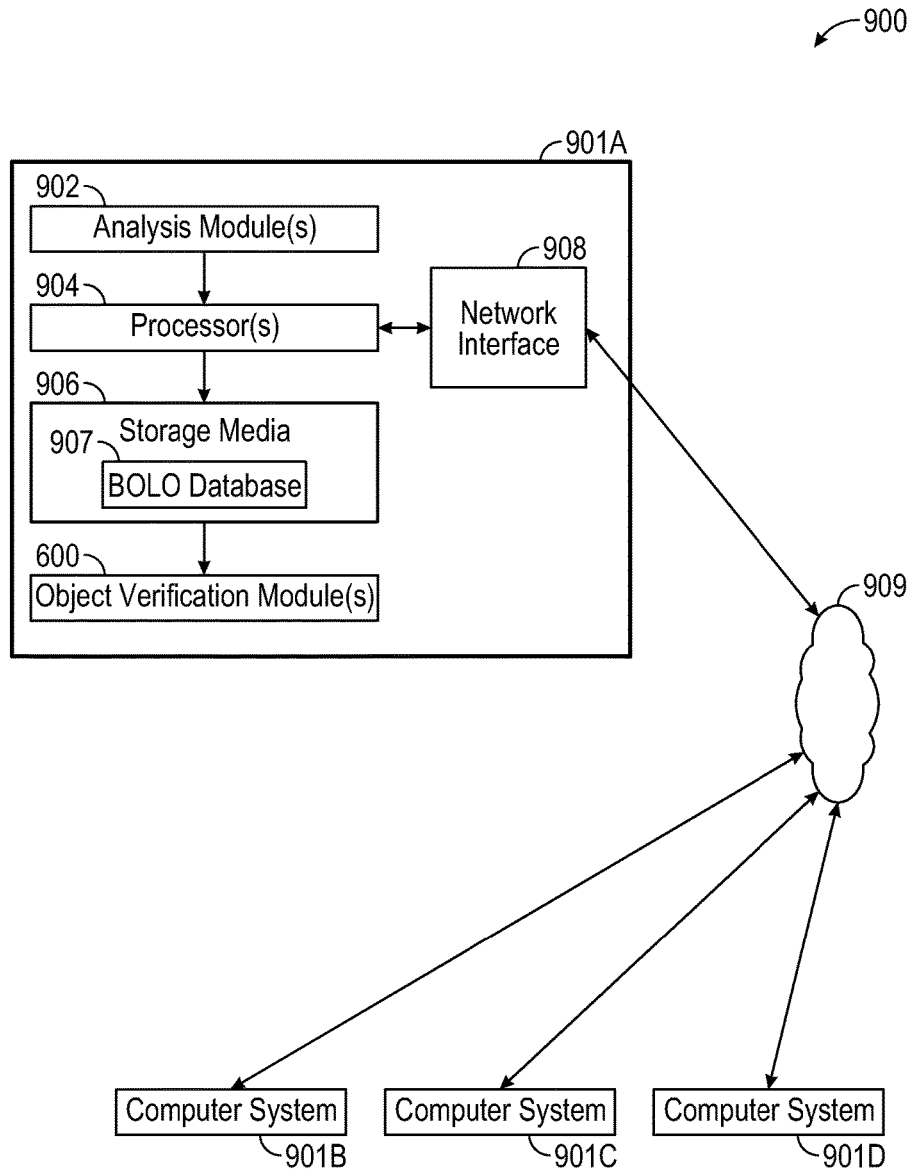 900
901A
902
Analysis Module(s)
908
904
Processor(s)
Network
Interface
906
Storage Media
907
BOLO Database
600
Object Verification Module(s)
909
Computer System
Computer System
Computer System
901B
901C
901D